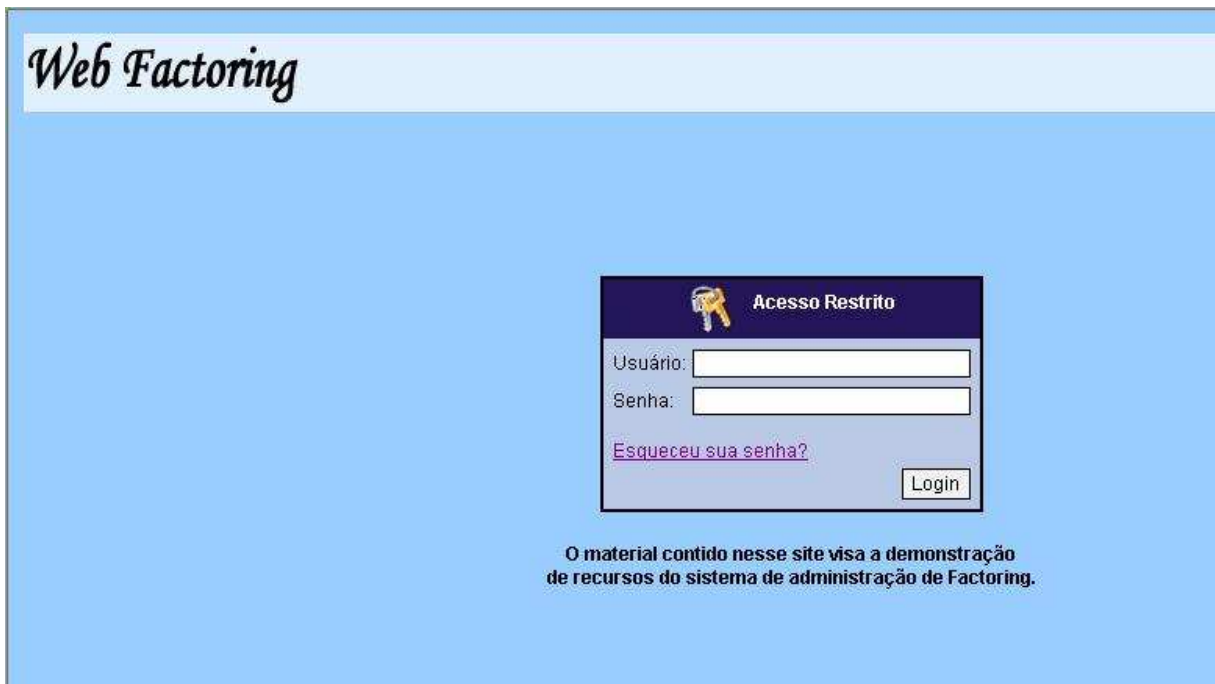 Web Factoring
Acesso Restrito
Usuário:
Senha:
Esqueceu sua senha?
Login
O material contido nesse site visa a demonstração
de recursos do sistema de administração de Factoring.